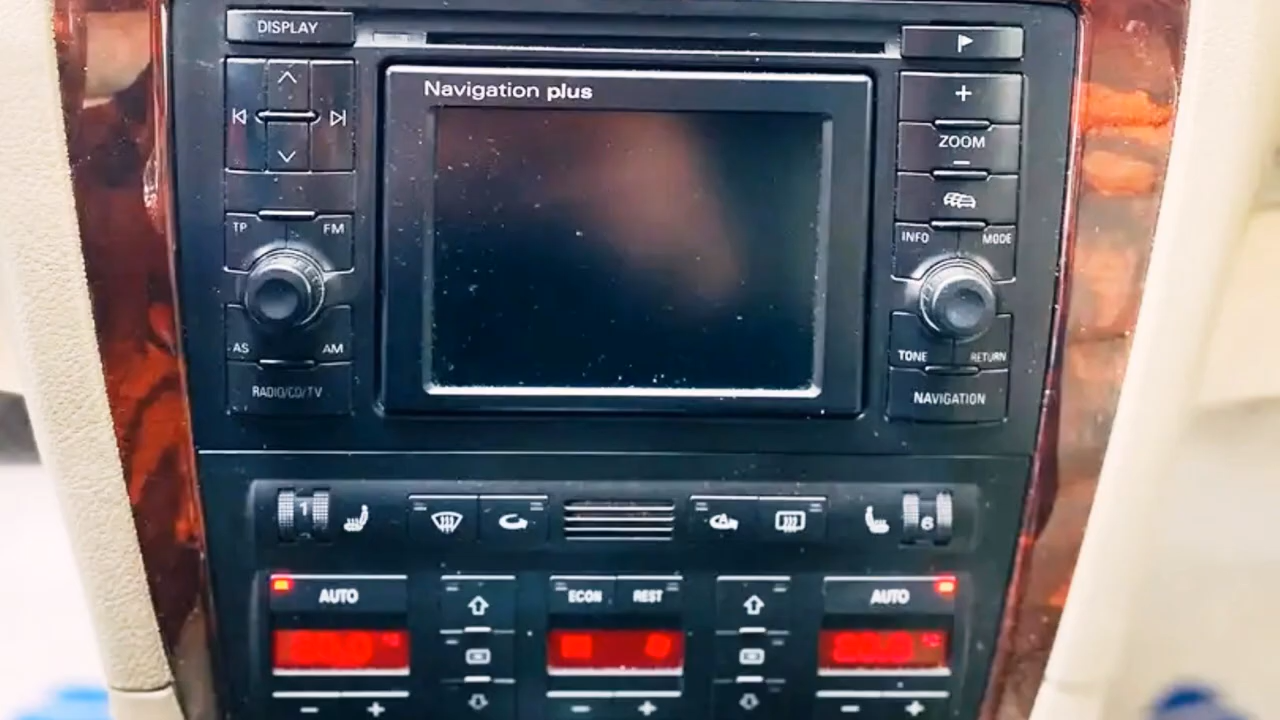 DISPLAY
Navigation plus
+
ZOOM
−
TP FM
INFO MODE
AS AM
TONE RETURN
RADIO/CD/TV
NAVIGATION
1
6
AUTO
ECON REST
AUTO
− +
− +
− +